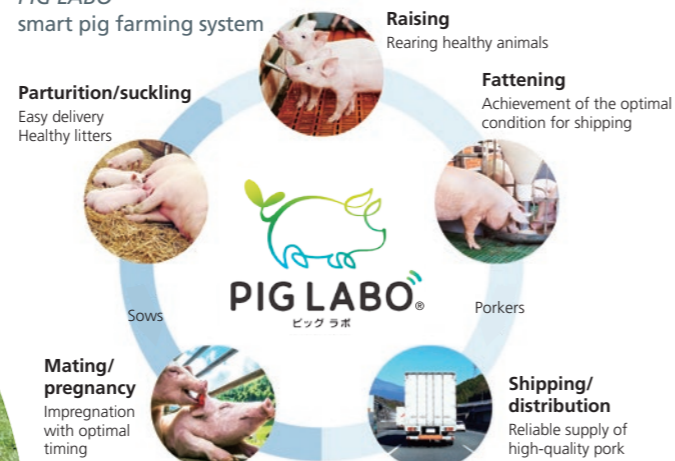 PIG LABO
smart pig farming system
Raising
Rearing healthy animals
Fattening
Achievement of the optimal
condition for shipping
Parturition/suckling
Easy delivery
Healthy litters
PIG LABO®
ピッグ ラボ
Sows
Porkers
Mating/
pregnancy
Impregnation
with optimal
timing
Shipping/
distribution
Reliable supply of
high-quality pork